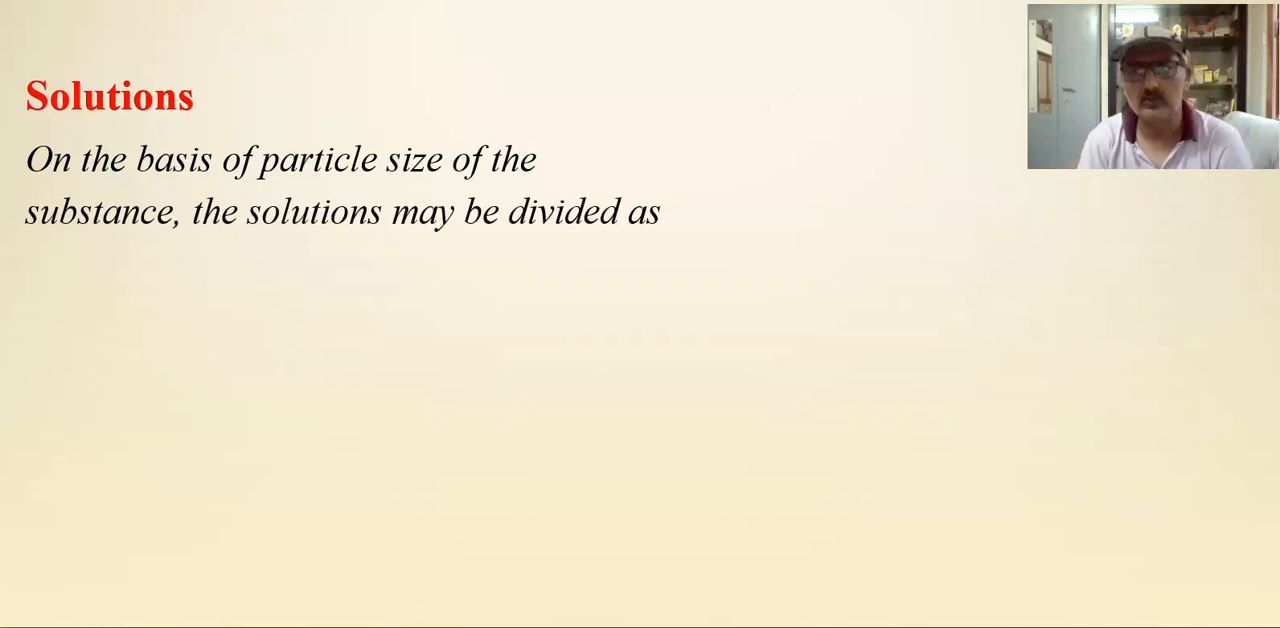 Solutions
On the basis of particle size of the
substance, the solutions may be divided as